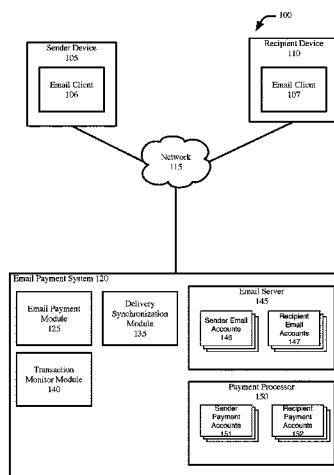 100
Sender Device
105
Email Client
106
Recipient Device
110
Email Client
107
Network
115
Email Payment System 120
Email Payment
Module
125
Delivery
Synchronization
Module
135
Transaction
Monitor Module
140
Email Server
145
Sender Email
Accounts
146
Recipient
Email
Accounts
147
Payment Processor
150
Sender
Payment
Accounts
151
Recipient
Payment
Accounts
152